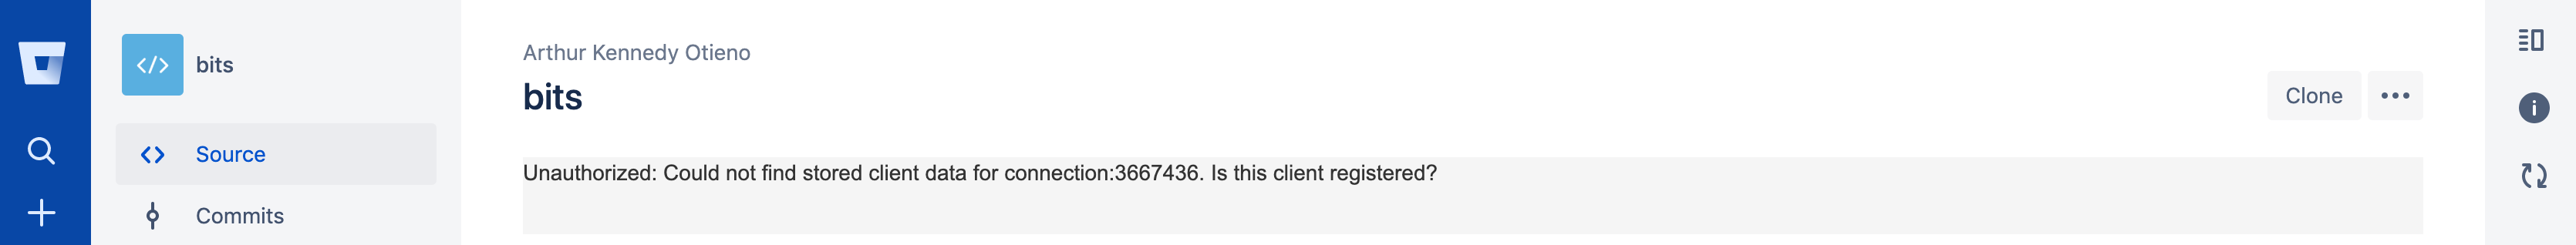 bits
Source
Commits
Arthur Kennedy Otieno
bits
Clone
Unauthorized: Could not find stored client data for connection:3667436. Is this client registered?